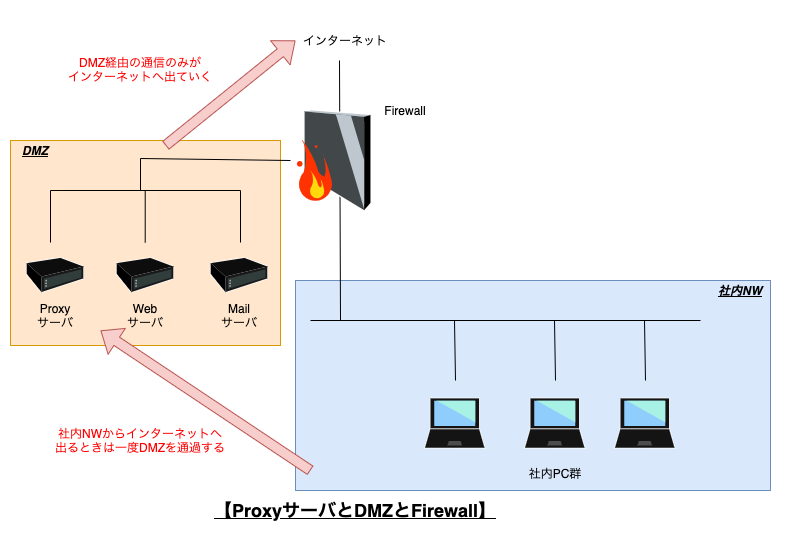 インターネット
DMZ経由の通信のみが
インターネットへ出ていく
Firewall
DMZ
Proxy
サーバ
Web
サーバ
Mail
サーバ
社内NW
社内NWからインターネットへ
出るときは一度DMZを通過する
社内PC群
【ProxyサーバとDMZとFirewall】